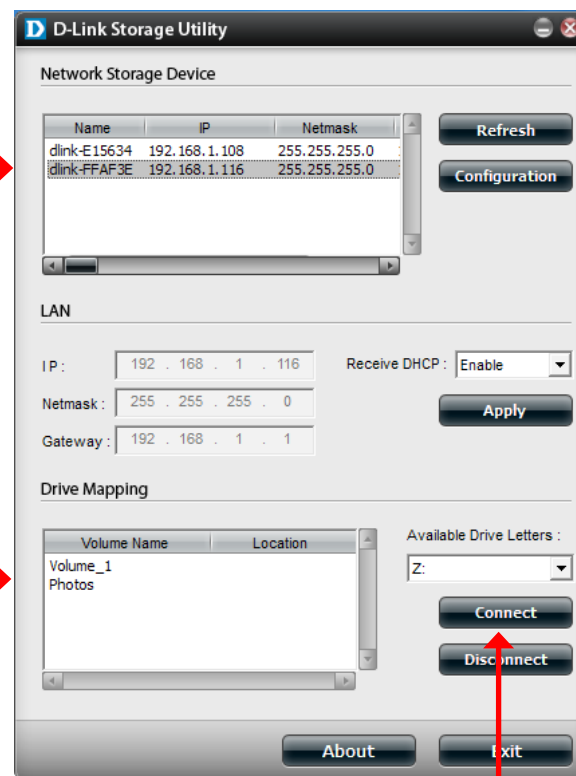 D D-Link Storage Utility
Network Storage Device
Name IP Netmask
dlink-E15634 192.168.1.108 255.255.255.0
dlink-FFAF3E 192.168.1.116 255.255.255.0
Refresh
Configuration
LAN
IP : 192 . 168 . 1 . 116 Receive DHCP : Enable
Netmask : 255 . 255 . 255 . 0
Apply
Gateway : 192 . 168 . 1 . 1
Drive Mapping
Volume Name Location
Volume_1
Photos
Available Drive Letters :
Z:
Connect
Disconnect
About Exit